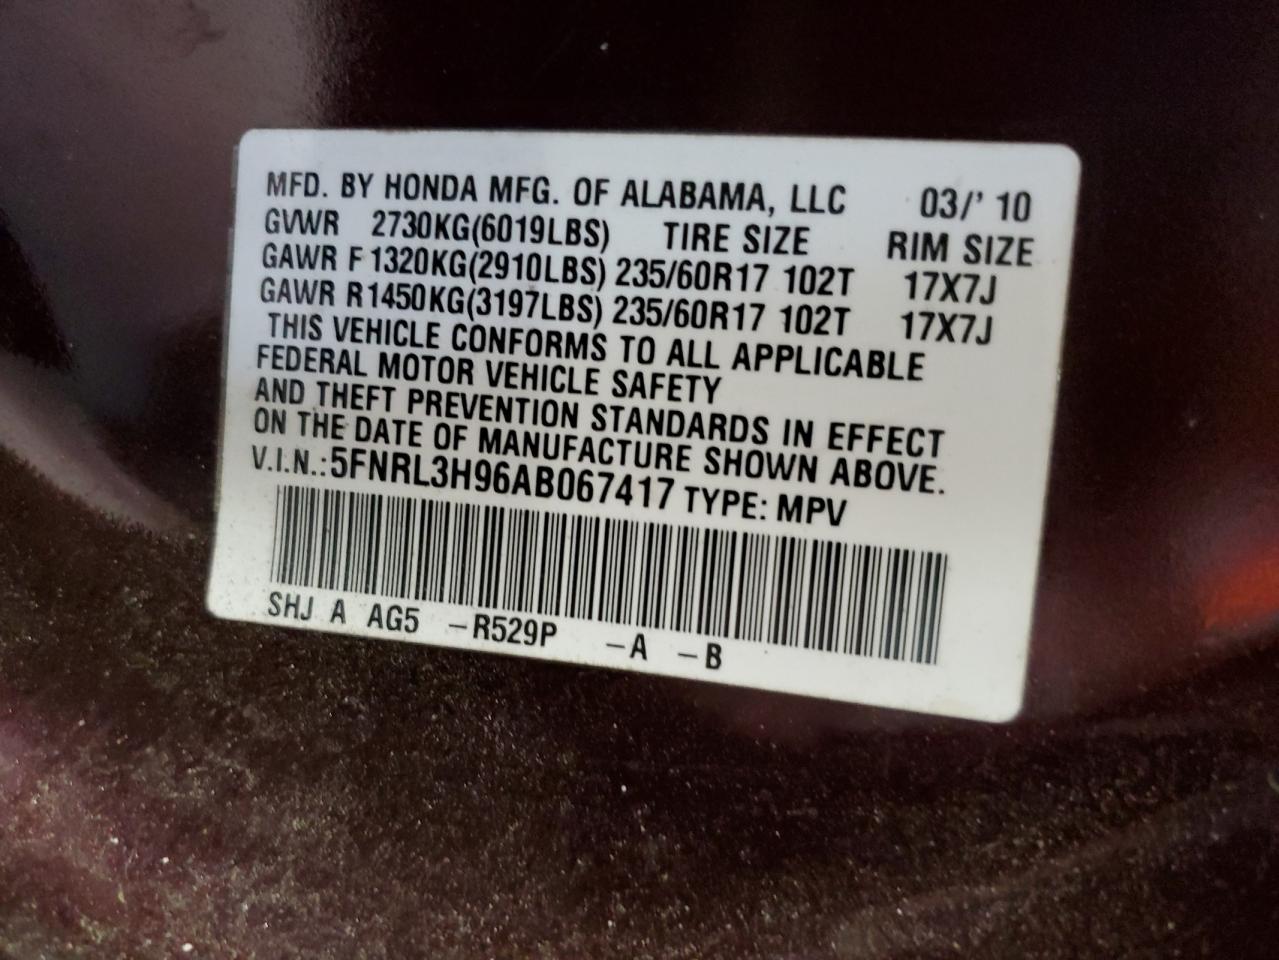 MFD. BY HONDA MFG. OF ALABAMA, LLC 03/' 10
GVWR 2730KG(6019LBS) TIRE SIZE RIM SIZE
GAWR F 1320KG(2910LBS) 235/60R17 102T 17X7J
GAWR R1450KG(3197LBS) 235/60R17 102T 17X7J
THIS VEHICLE CONFORMS TO ALL APPLICABLE
FEDERAL MOTOR VEHICLE SAFETY
AND THEFT PREVENTION STANDARDS IN EFFECT
ON THE DATE OF MANUFACTURE SHOWN ABOVE.
V.I.N.:5FNRL3H96AB067417 TYPE: MPV
SHJ A AG5 –R529P –A –B